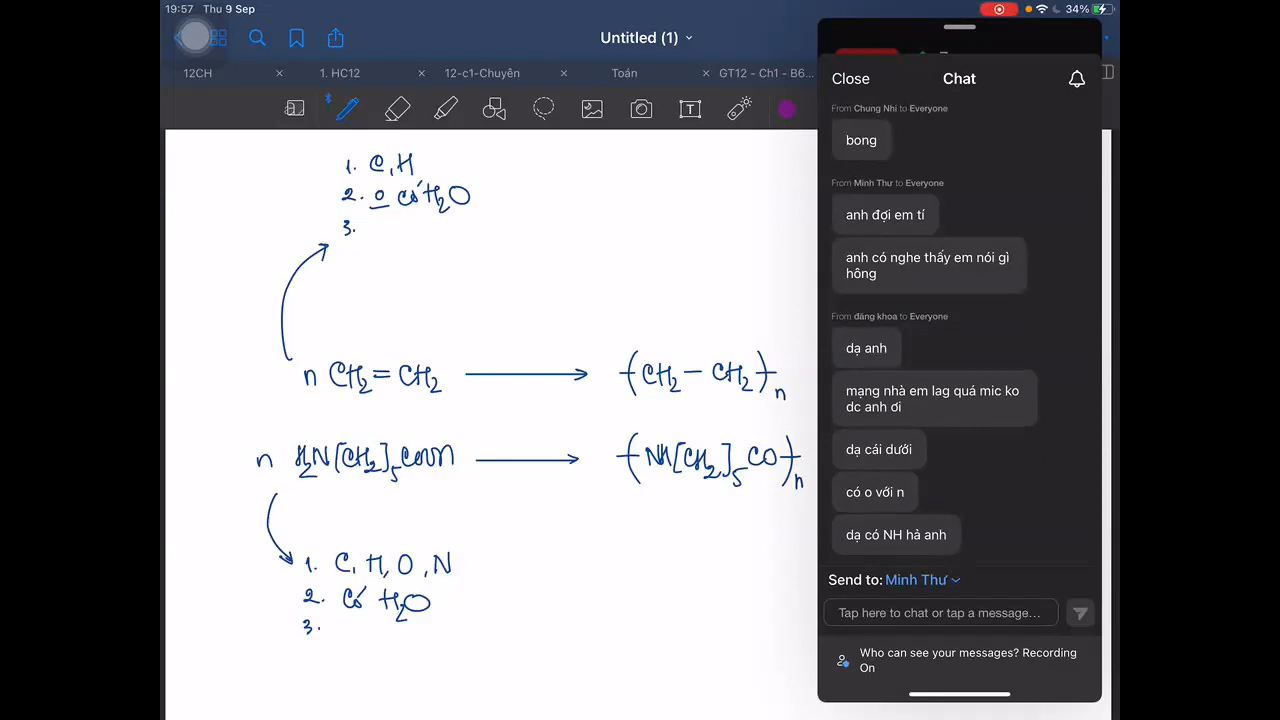 19:57 Thu 9 Sep
34%
Untitled (1)
12CH
1. HC12
12-c1-Chuyên
Toán
GT12 - Ch1 - B6...
1. C, H
2. o có H2O
3.
n CH2=CH2 ⟶ (CH2 — CH2)n
n H2N[CH2]5COOH ⟶ (NH[CH2]5CO)n
1. C, H, O, N
2. Có H2O
3.
Close
Chat
From Chung Nhi to Everyone
bong
From Minh Thư to Everyone
anh đợi em tí
anh có nghe thấy em nói gì
hông
From đăng khoa to Everyone
dạ anh
mạng nhà em lag quá mic ko
dc anh ơi
dạ cái dưới
có o với n
dạ có NH hả anh
Send to: Minh Thư
Tap here to chat or tap a message...
Who can see your messages? Recording
On